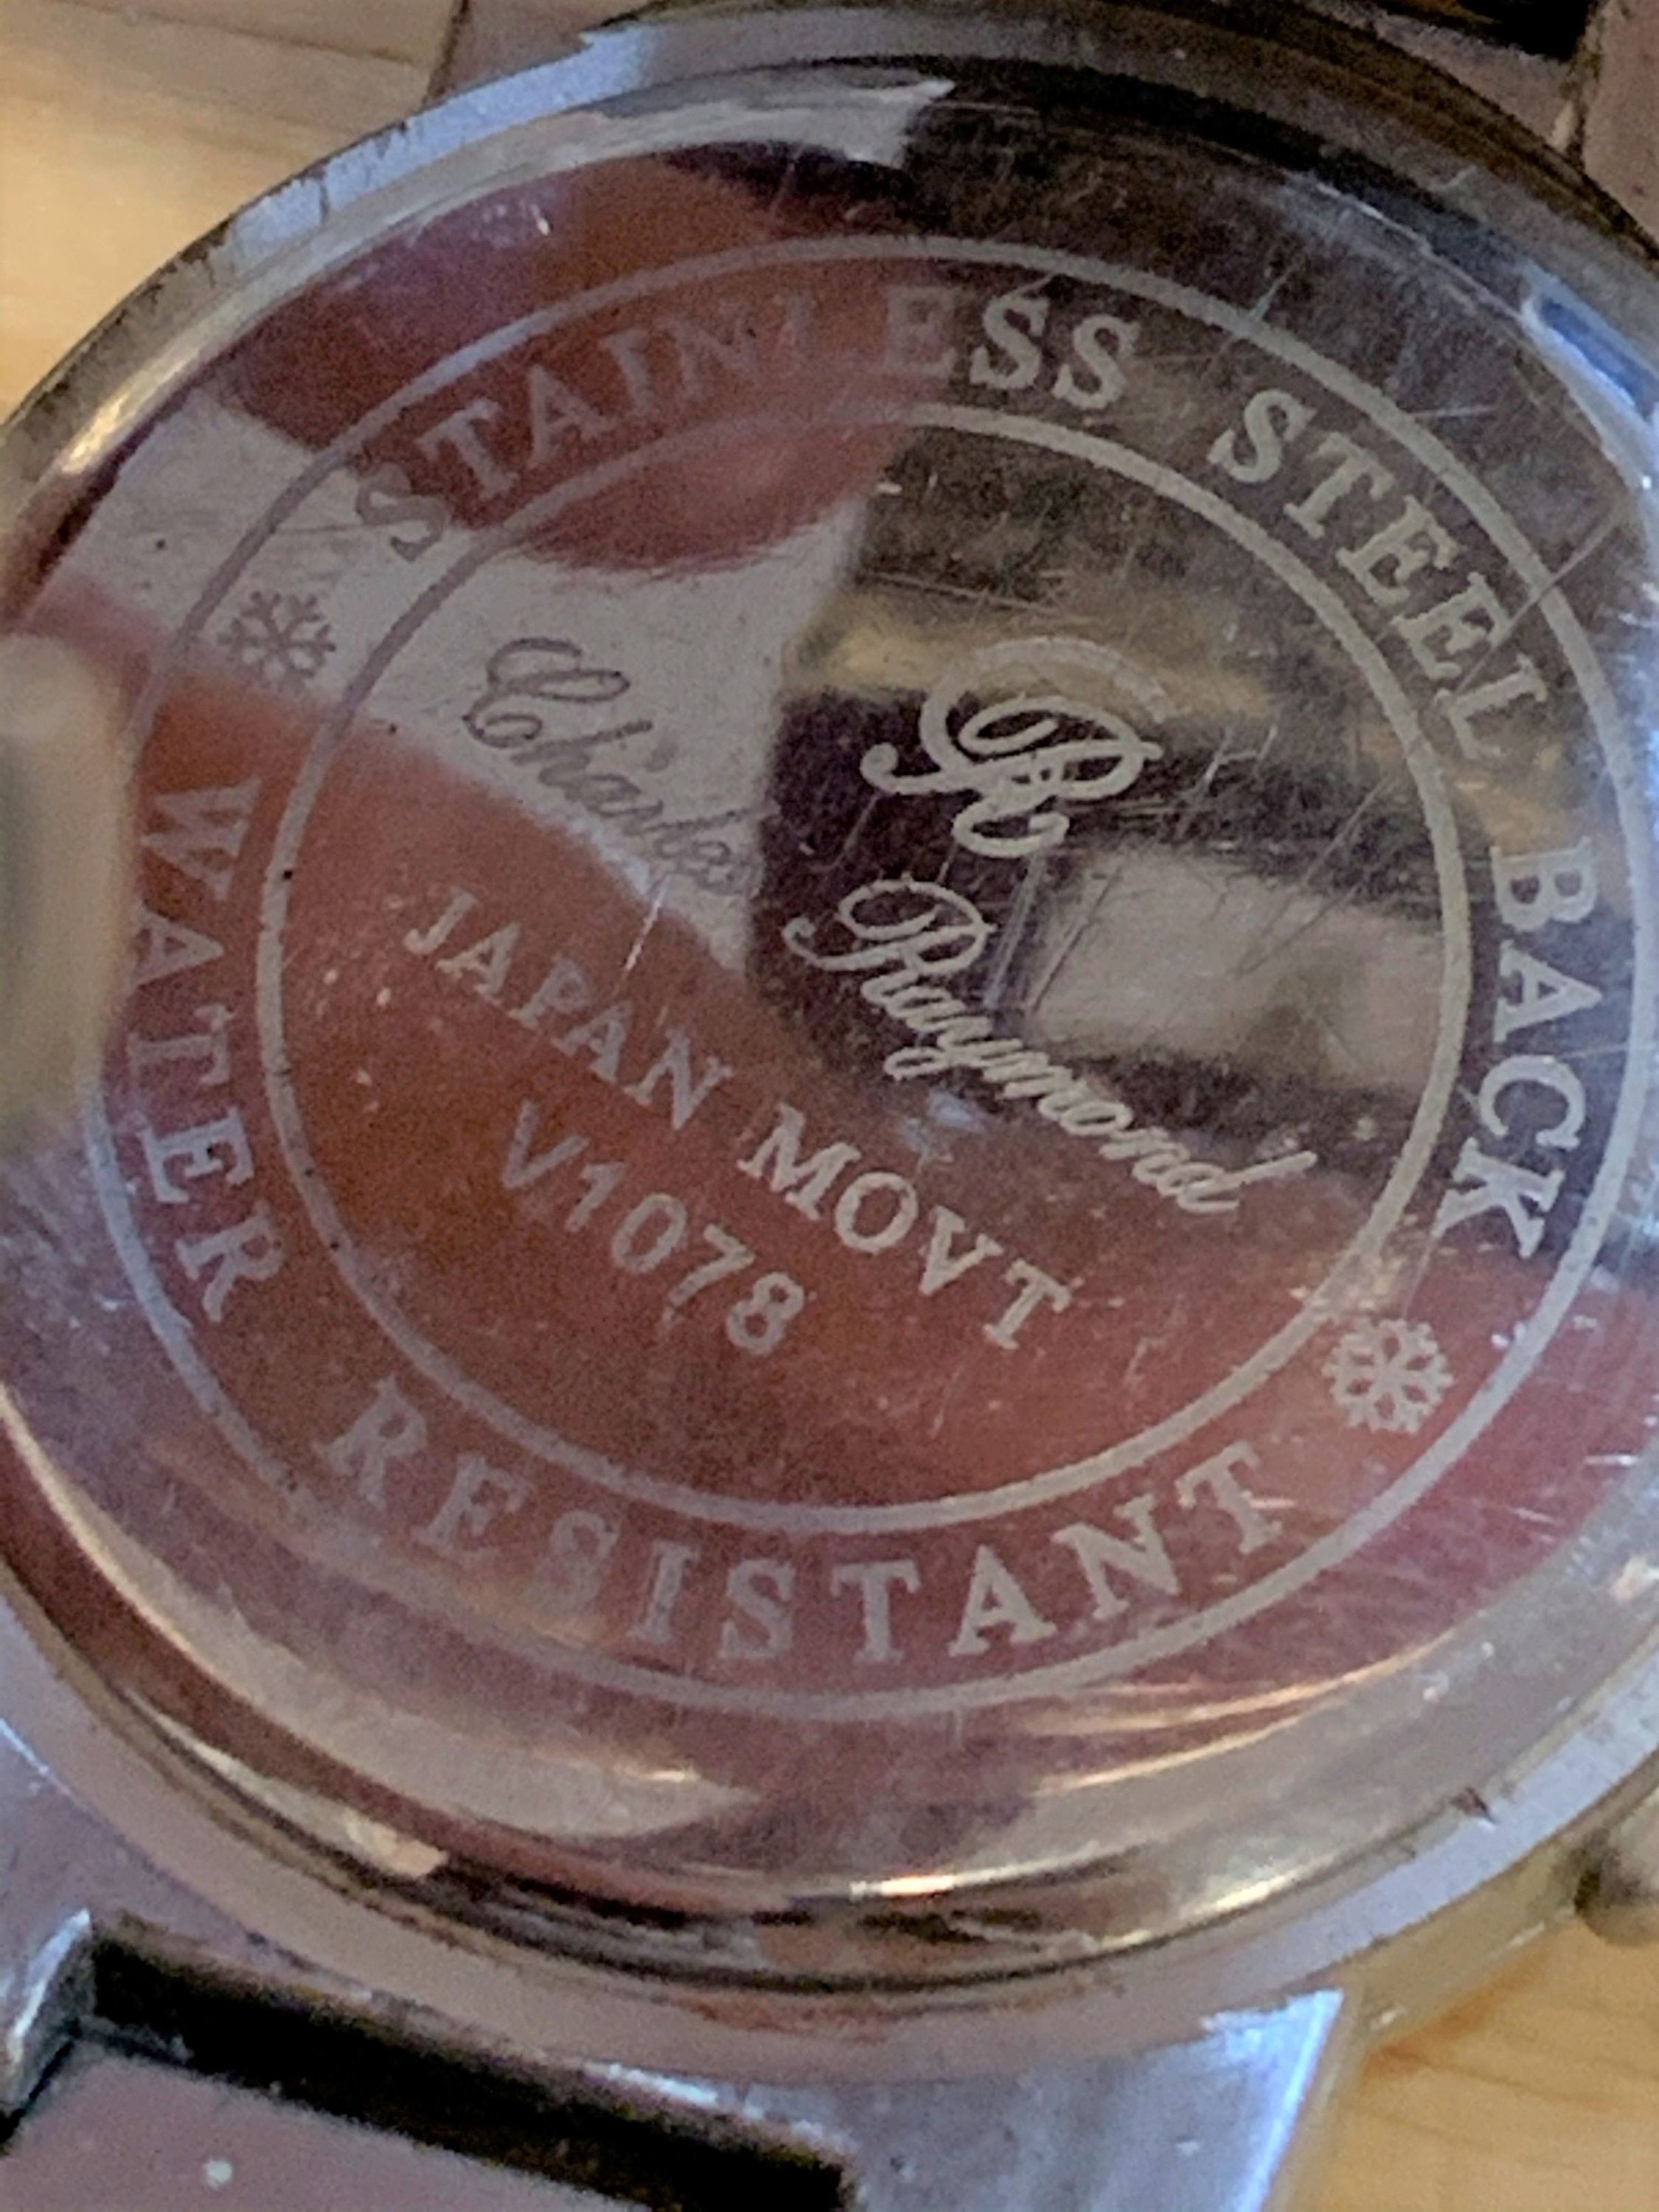 STAINLESS STEEL BACK
WATER RESISTANT
Charles Raymond
JAPAN MOVT
V1078